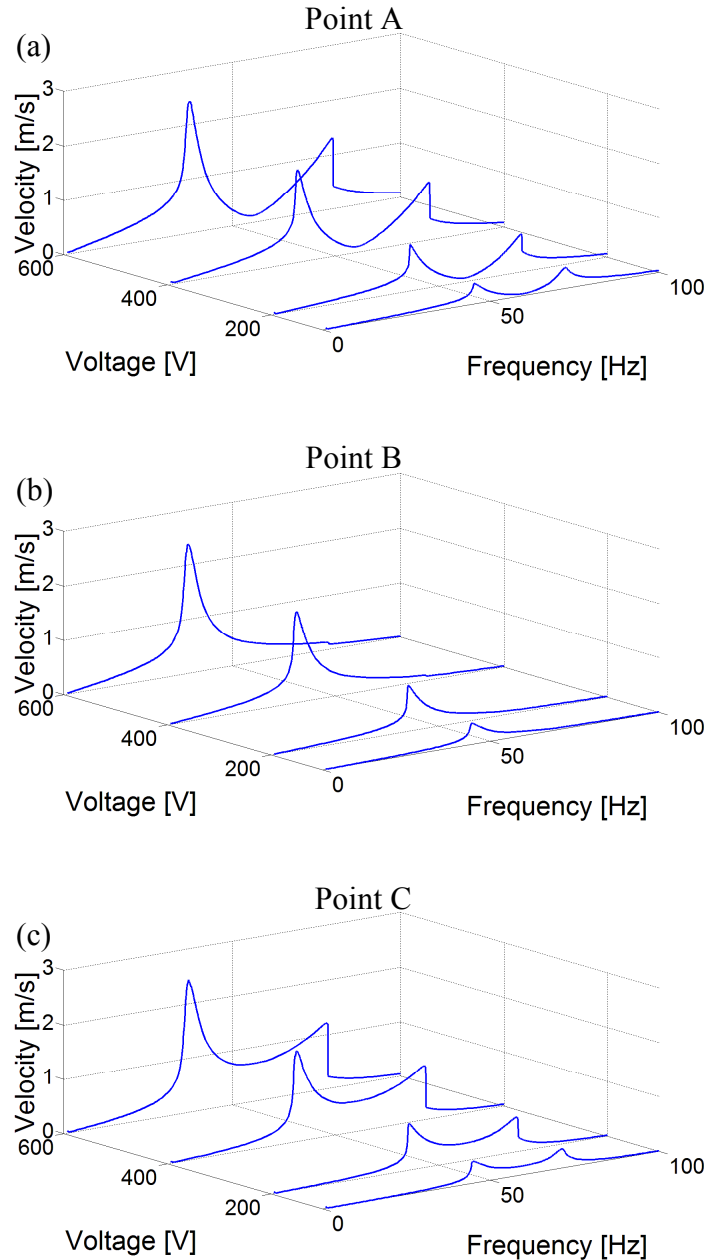 Point A
(a)
3
2
1
0
Velocity [m/s]
600
400
200
Voltage [V]
0
50
100
Frequency [Hz]
Point B
(b)
3
2
1
0
Velocity [m/s]
600
400
200
Voltage [V]
0
50
100
Frequency [Hz]
Point C
(c)
3
2
1
0
Velocity [m/s]
600
400
200
Voltage [V]
0
50
100
Frequency [Hz]